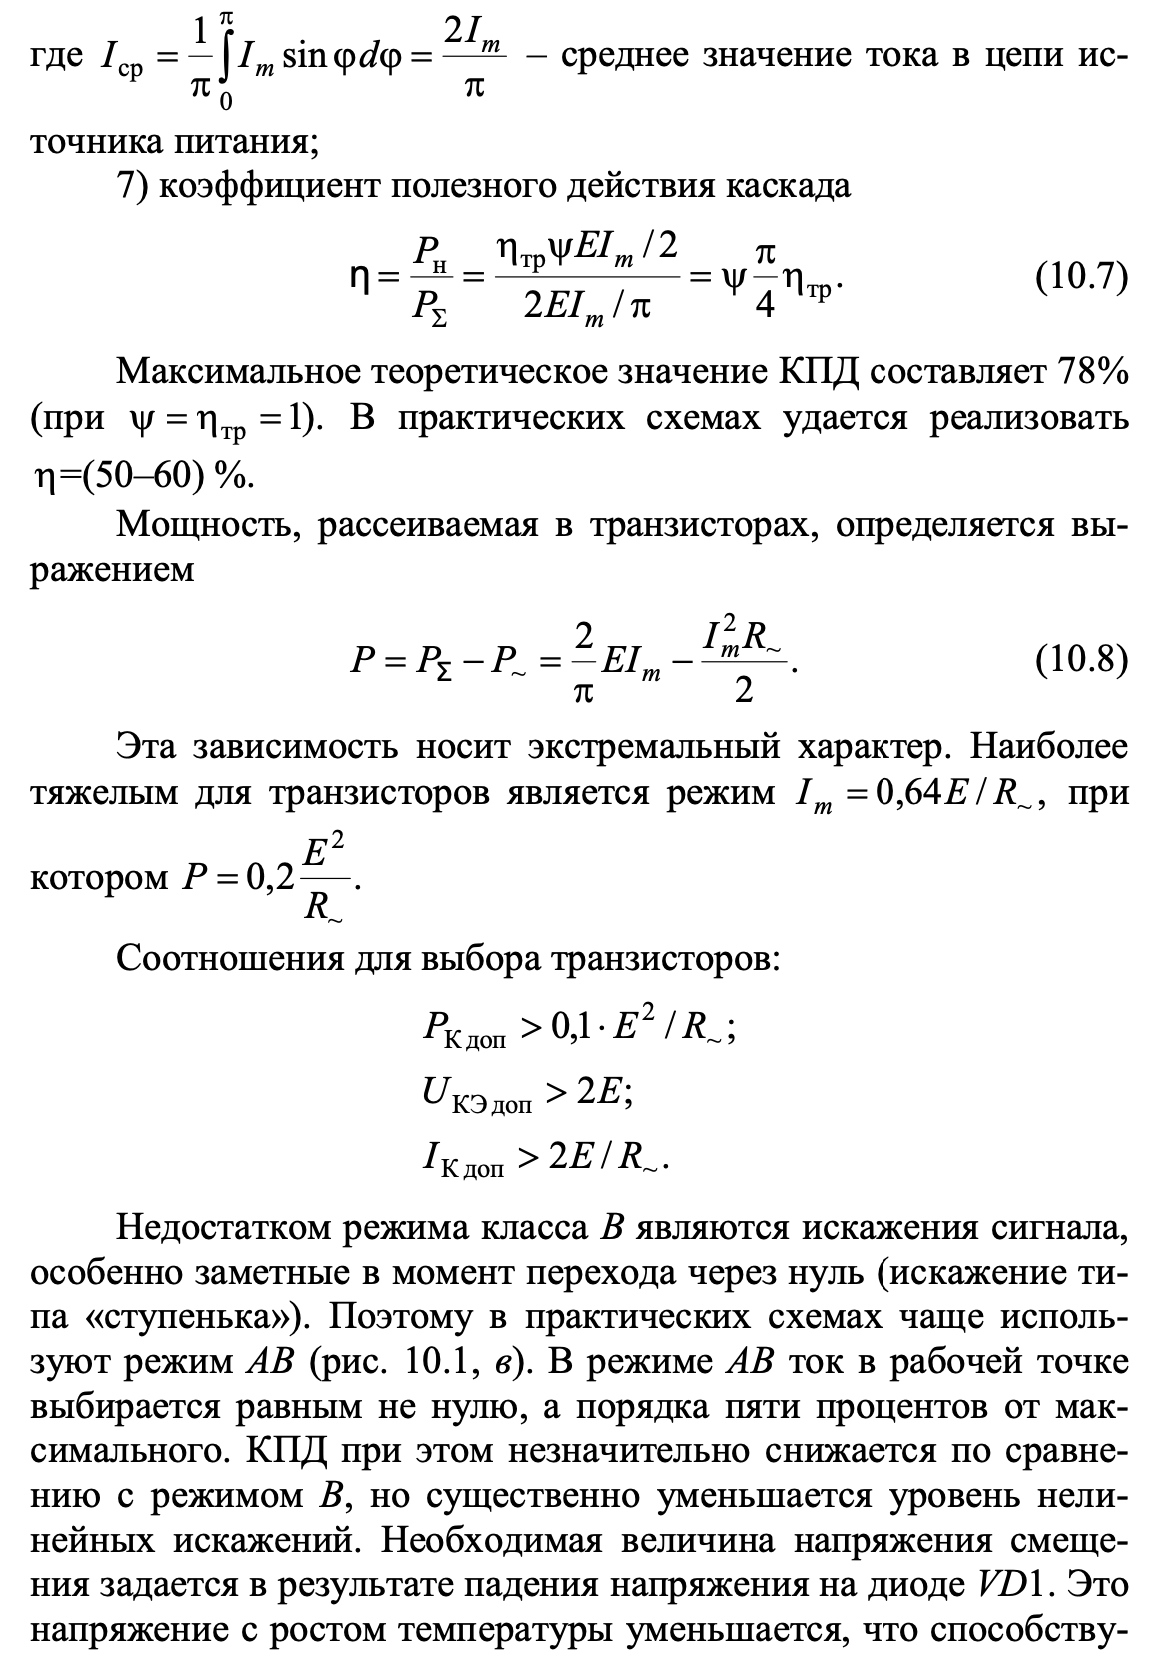 где I_ср = 1/π ∫_0^π I_m sin φdφ = 2I_m/π – среднее значение тока в цепи ис-
точника питания;
7) коэффициент полезного действия каскада
η = P_н/P_Σ = (η_тр ψEI_m /2)/(2EI_m / π) = ψ π/4 η_тр. (10.7)
Максимальное теоретическое значение КПД составляет 78%
(при ψ = η_тр = 1). В практических схемах удается реализовать
η=(50–60) %.
Мощность, рассеиваемая в транзисторах, определяется вы-
ражением
P = P_Σ − P_~ = 2/π EI_m − I_m^2 R_~/2. (10.8)
Эта зависимость носит экстремальный характер. Наиболее
тяжелым для транзисторов является режим I_m = 0,64E / R_~, при
котором P = 0,2 E^2/R_~.
Соотношения для выбора транзисторов:
P_К доп > 0,1 · E^2 / R_~;
U_КЭ доп > 2E;
I_К доп > 2E / R_~.
Недостатком режима класса B являются искажения сигнала,
особенно заметные в момент перехода через нуль (искажение ти-
па «ступенька»). Поэтому в практических схемах чаще исполь-
зуют режим AB (рис. 10.1, в). В режиме AB ток в рабочей точке
выбирается равным не нулю, а порядка пяти процентов от мак-
симального. КПД при этом незначительно снижается по сравне-
нию с режимом B, но существенно уменьшается уровень нели-
нейных искажений. Необходимая величина напряжения смеще-
ния задается в результате падения напряжения на диоде VD1. Это
напряжение с ростом температуры уменьшается, что способству-